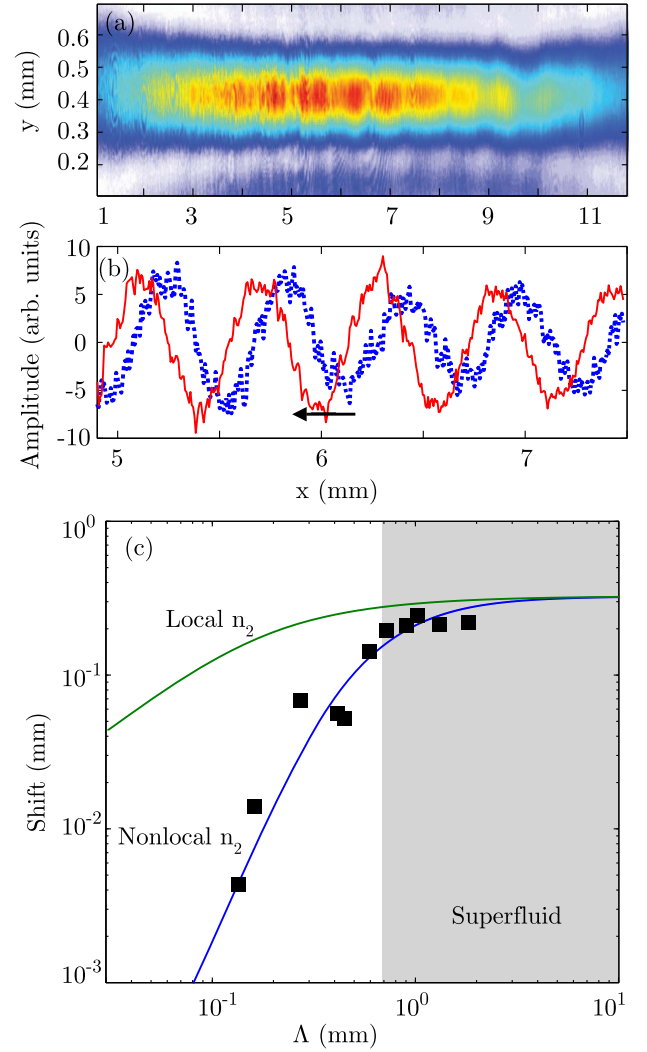 (a)
y (mm)
0.6
0.5
0.4
0.3
0.2
1 3 5 7 9 11
(b)
Amplitude (arb. units)
10
5
0
-5
-10
5 6 7
x (mm)
(c)
Shift (mm)
10^0
10^-1
10^-2
10^-3
Local n_2
Nonlocal n_2
Superfluid
10^-1 10^0 10^1
Λ (mm)